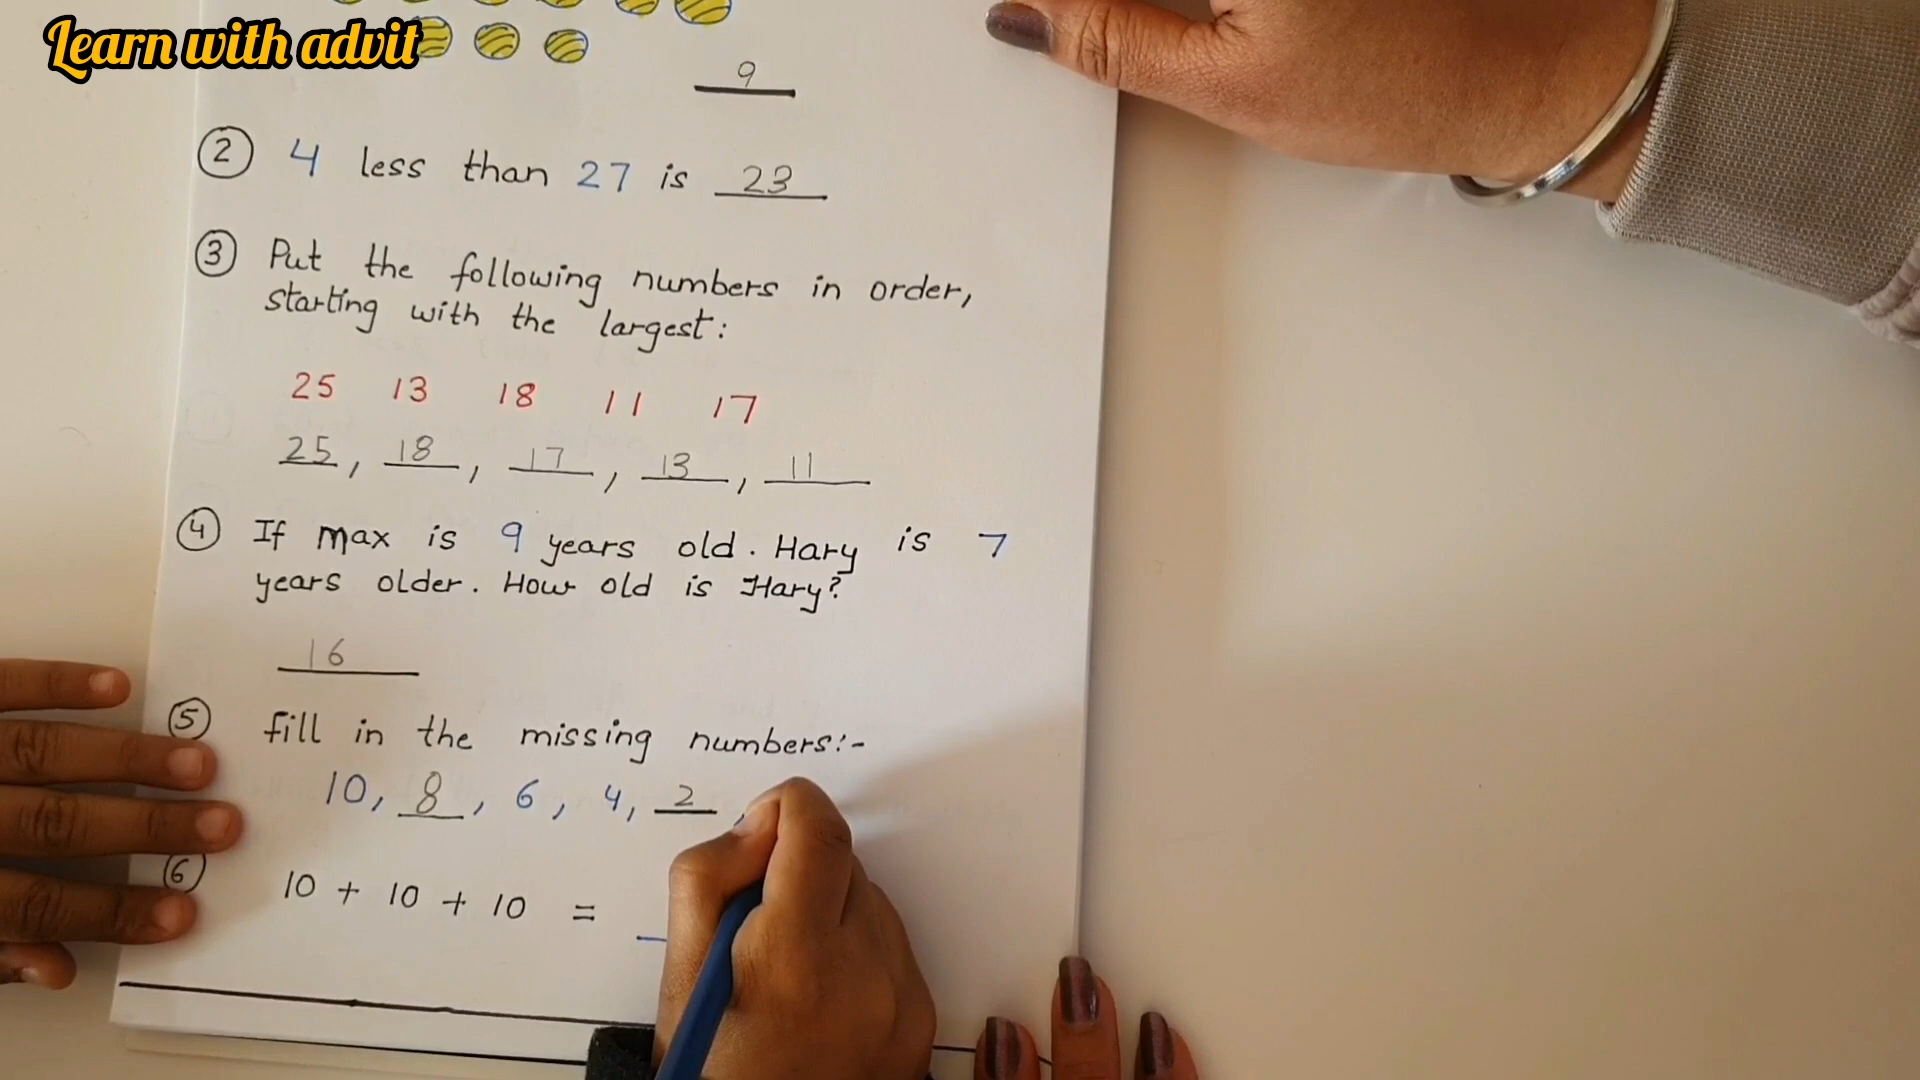 Learn with advit
9
2 4 less than 27 is 23
3 Put the following numbers in order,
starting with the largest:
25 13 18 11 17
25, 18, 17, 13, 11
4 If max is 9 years old. Hary is 7
years older. How old is Hary?
16
5 fill in the missing numbers:-
10, 8, 6, 4, 2,
6 10 + 10 + 10 =